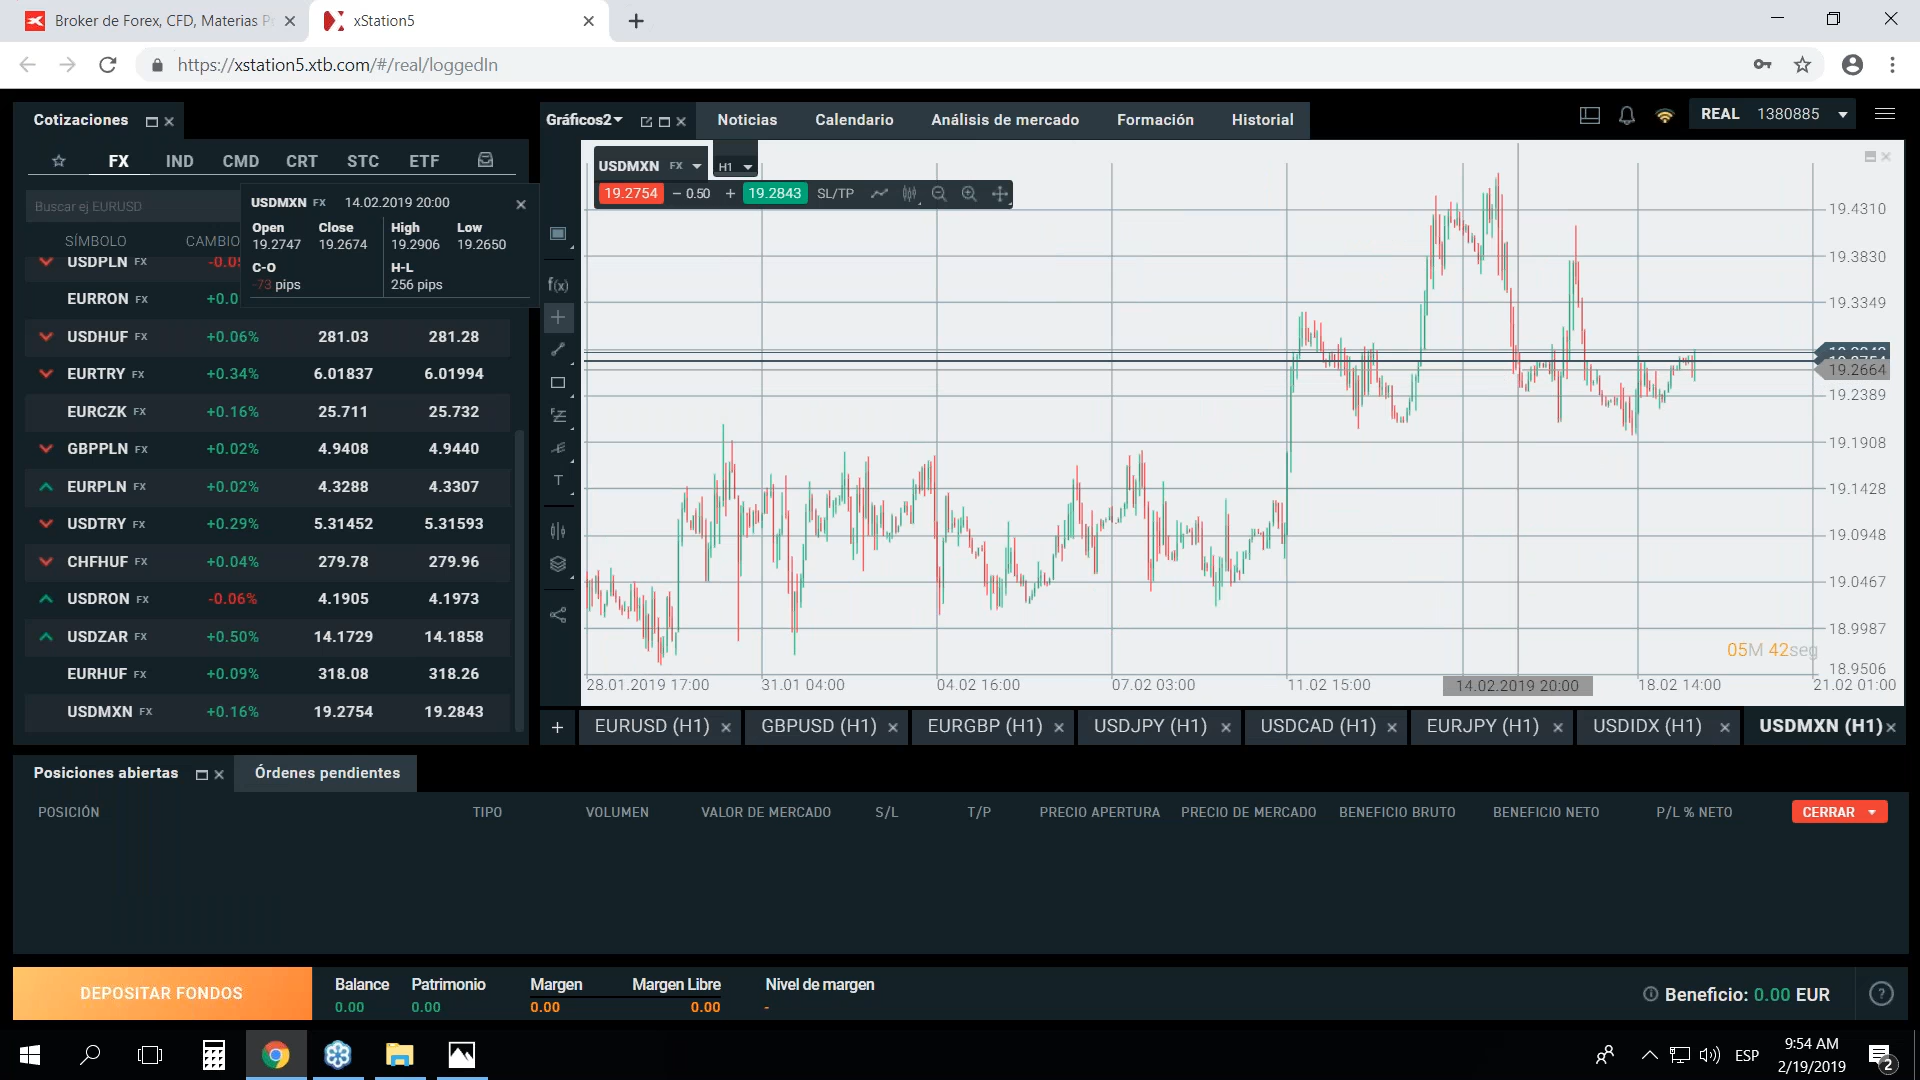 Broker de Forex, CFD, Materias P
xStation5
https://xstation5.xtb.com/#/real/loggedIn
Cotizaciones
Gráficos2
Noticias
Calendario
Análisis de mercado
Formación
Historial
REAL 1380885
FX IND CMD CRT STC ETF
Buscar ej EURUSD
SÍMBOLO CAMBIO
USDMXN FX 14.02.2019 20:00
Open Close High Low
19.2747 19.2674 19.2906 19.2650
C-O H-L
-73 pips 256 pips
USDPLN FX
EURRON FX
USDHUF FX +0.06% 281.03 281.28
EURTRY FX +0.34% 6.01837 6.01994
EURCZK FX +0.16% 25.711 25.732
GBPPLN FX +0.02% 4.9408 4.9440
EURPLN FX +0.02% 4.3288 4.3307
USDTRY FX +0.29% 5.31452 5.31593
CHFHUF FX +0.04% 279.78 279.96
USDRON FX -0.06% 4.1905 4.1973
USDZAR FX +0.50% 14.1729 14.1858
EURHUF FX +0.09% 318.08 318.26
USDMXN FX +0.16% 19.2754 19.2843
USDMXN FX H1
19.2754 – 0.50 + 19.2843 SL/TP
f(x)
T
19.4310
19.3830
19.3349
19.2664
19.2389
19.1908
19.1428
19.0948
19.0467
18.9987
18.9506
05M 42seg
28.01.2019 17:00 31.01 04:00 04.02 16:00 07.02 03:00 11.02 15:00 14.02.2019 20:00 18.02 14:00 21.02 01:00
+ EURUSD (H1) GBPUSD (H1) EURGBP (H1) USDJPY (H1) USDCAD (H1) EURJPY (H1) USDIDX (H1) USDMXN (H1)
Posiciones abiertas
Órdenes pendientes
POSICIÓN TIPO VOLUMEN VALOR DE MERCADO S/L T/P PRECIO APERTURA PRECIO DE MERCADO BENEFICIO BRUTO BENEFICIO NETO P/L % NETO CERRAR
DEPOSITAR FONDOS
Balance Patrimonio Margen Margen Libre Nivel de margen
0.00 0.00 0.00 0.00 -
Beneficio: 0.00 EUR
ESP
9:54 AM
2/19/2019
2